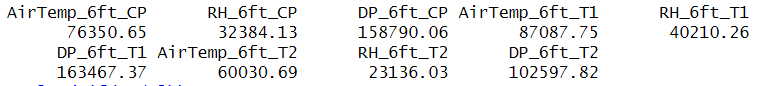 AirTemp_6ft_CP RH_6ft_CP DP_6ft_CP AirTemp_6ft_T1 RH_6ft_T1
76350.65 32384.13 158790.06 87087.75 40210.26
DP_6ft_T1 AirTemp_6ft_T2 RH_6ft_T2 DP_6ft_T2
163467.37 60030.69 23136.03 102597.82